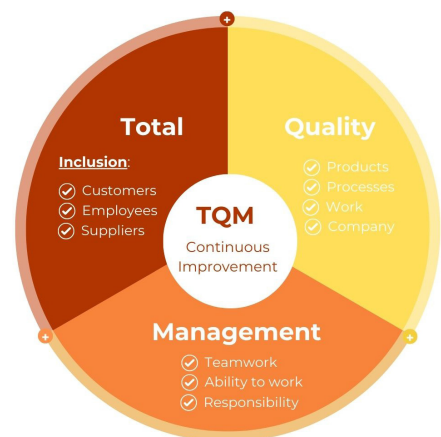 Total
Inclusion:
Customers
Employees
Suppliers
Quality
Products
Processes
Work
Company
TQM
Continuous
Improvement
Management
Teamwork
Ability to work
Responsibility